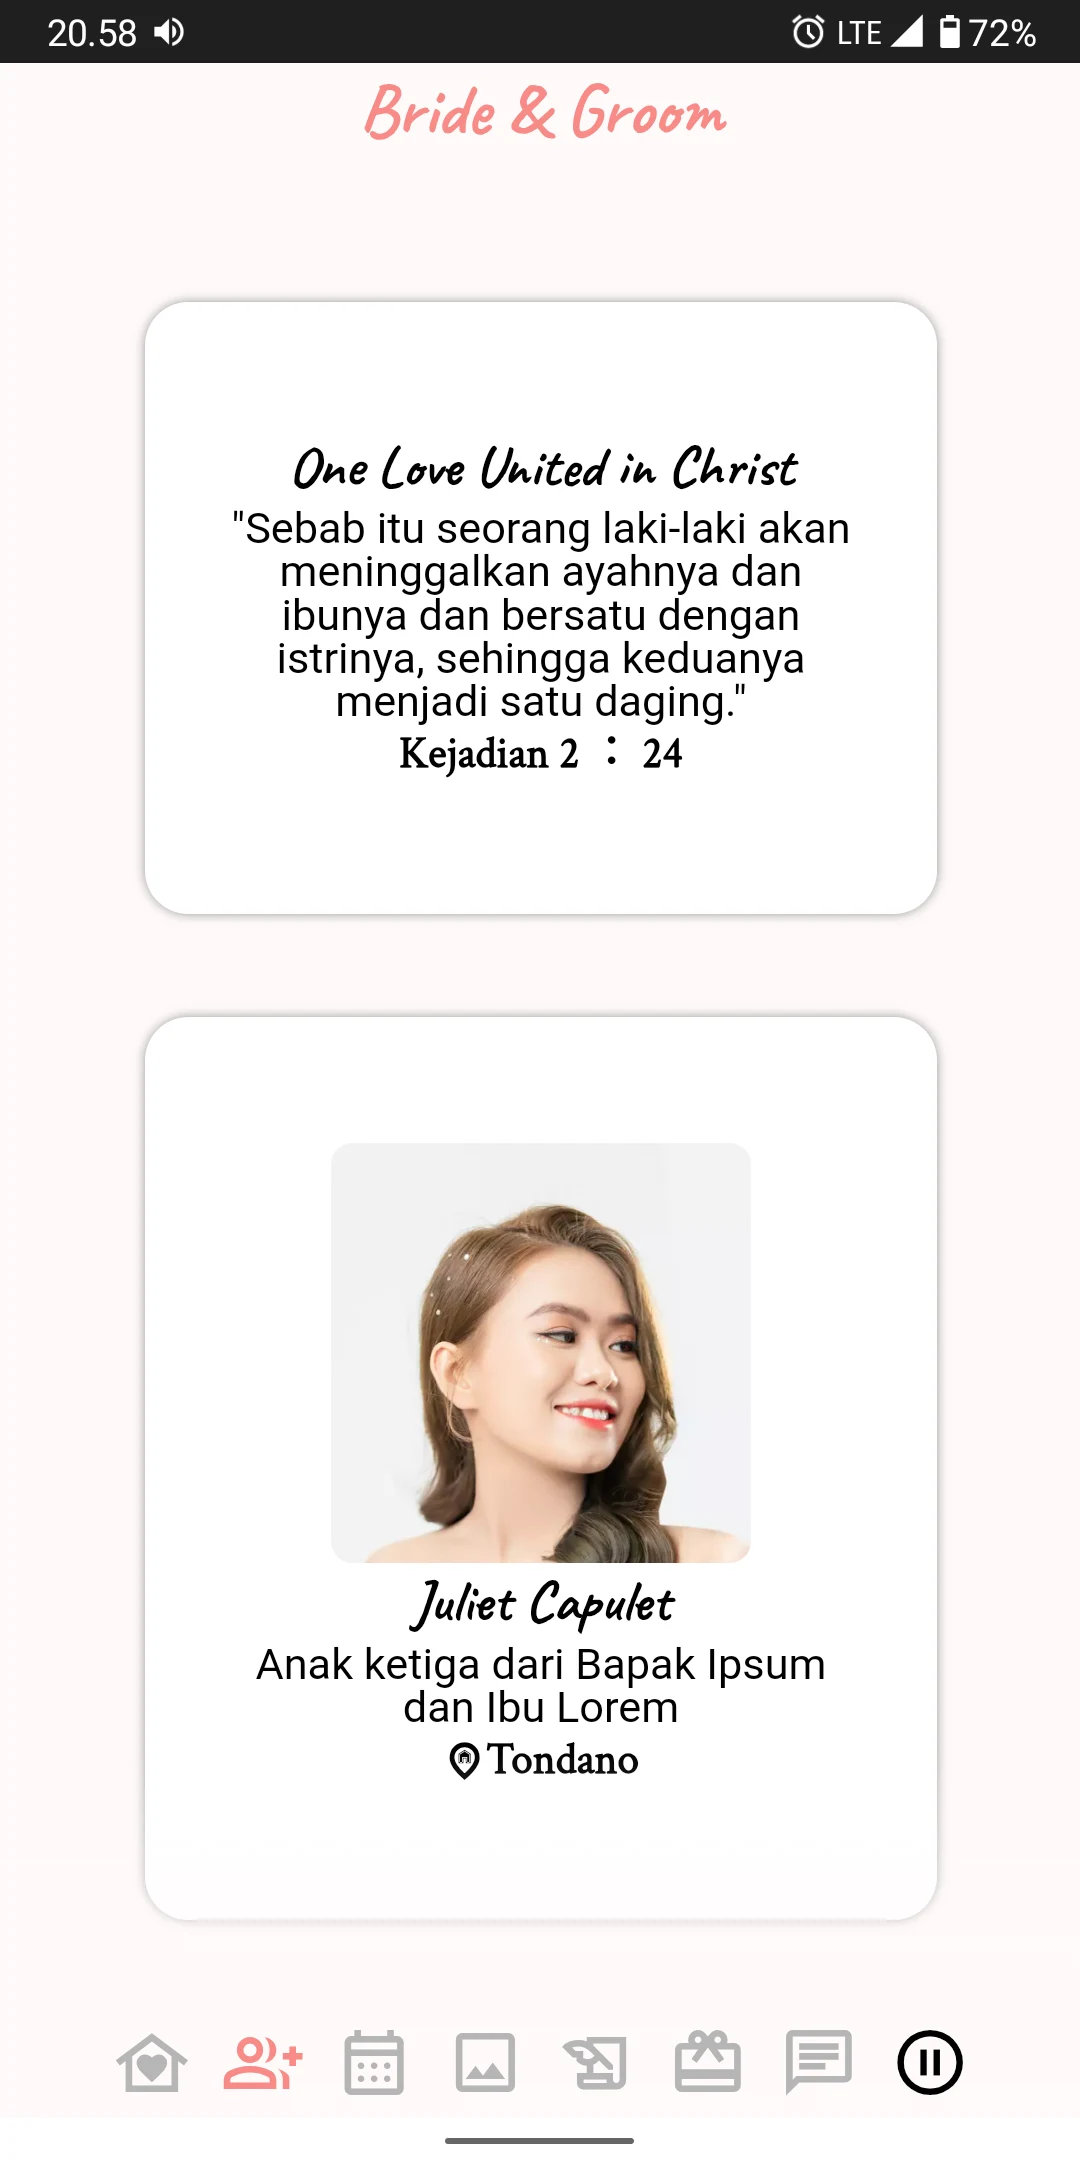 20.58
LTE
72%
Bride & Groom
One Love United in Christ
"Sebab itu seorang laki-laki akan
meninggalkan ayahnya dan
ibunya dan bersatu dengan
istrinya, sehingga keduanya
menjadi satu daging."
Kejadian 2 : 24
Juliet Capulet
Anak ketiga dari Bapak Ipsum
dan Ibu Lorem
Tondano